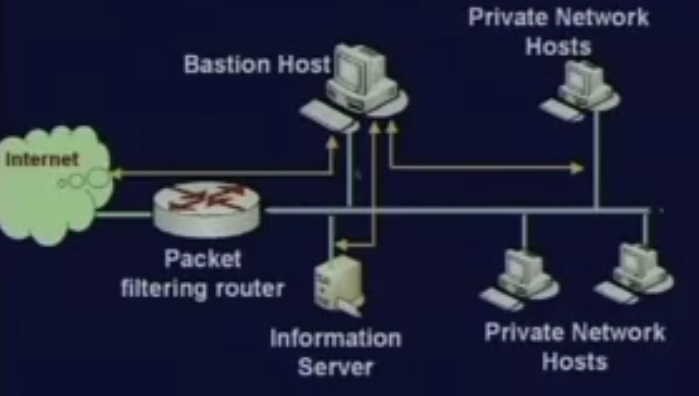 Private Network
Hosts
Bastion Host
Internet
Packet
filtering router
Information
Server
Private Network
Hosts